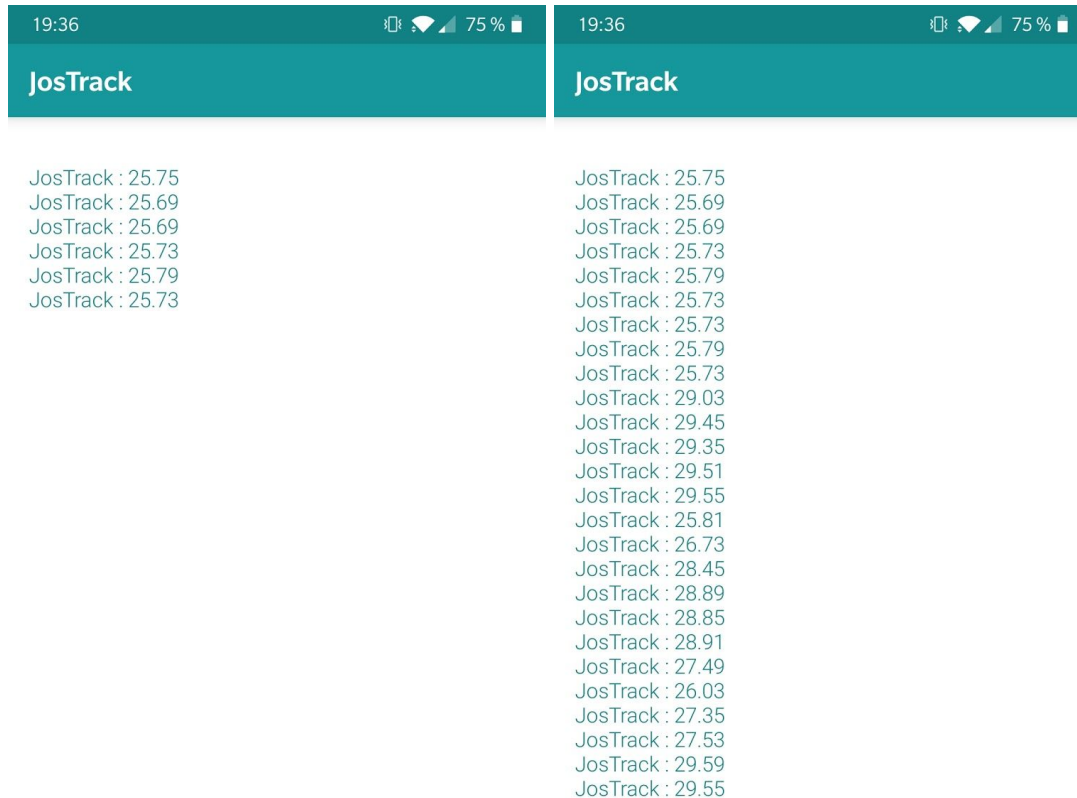 19:36 75 %
JosTrack
JosTrack : 25.75
JosTrack : 25.69
JosTrack : 25.69
JosTrack : 25.73
JosTrack : 25.79
JosTrack : 25.73
19:36 75 %
JosTrack
JosTrack : 25.75
JosTrack : 25.69
JosTrack : 25.69
JosTrack : 25.73
JosTrack : 25.79
JosTrack : 25.73
JosTrack : 25.73
JosTrack : 25.79
JosTrack : 25.73
JosTrack : 29.03
JosTrack : 29.45
JosTrack : 29.35
JosTrack : 29.51
JosTrack : 29.55
JosTrack : 25.81
JosTrack : 26.73
JosTrack : 28.45
JosTrack : 28.89
JosTrack : 28.85
JosTrack : 28.91
JosTrack : 27.49
JosTrack : 26.03
JosTrack : 27.35
JosTrack : 27.53
JosTrack : 29.59
JosTrack : 29.55